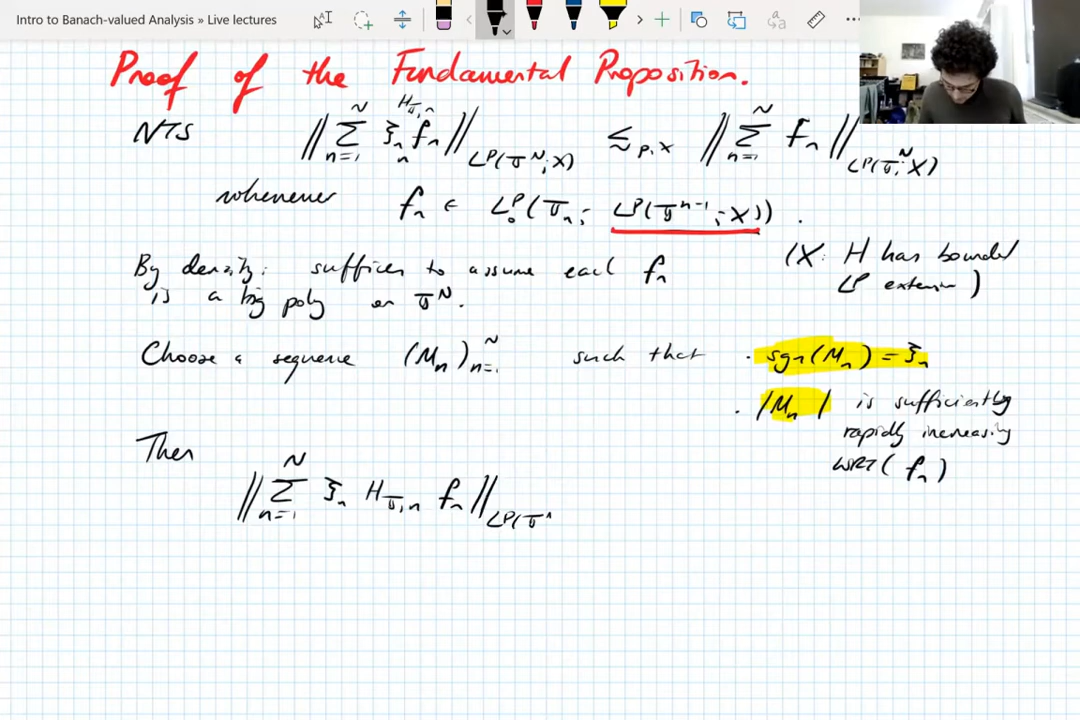 Intro to Banach-valued Analysis » Live lectures
Proof of the Fundamental Proposition.
NTS ‖ Σ_{n=1}^{N} ξ_n H_{𝕋,n} f_n ‖_{L^p(𝕋^N; X)} ≲_{p,X} ‖ Σ_{n=1}^{N} f_n ‖_{L^p(𝕋^N; X)}
whenever f_n ∈ L^p_0(𝕋_n; L^p(𝕋^{n-1}; X)).
By density: suffices to assume each f_n
is a trig poly on 𝕋^N.
(X: H has bounded
L^p extension)
Choose a sequence (M_n)_{n=1}^{N} such that · sgn(M_n) = ξ_n
· |M_n| is sufficiently
rapidly increasing
WRT (f_n)
Then
‖ Σ_{n=1}^{N} ξ_n H_{𝕋,n} f_n ‖_{L^p(𝕋^